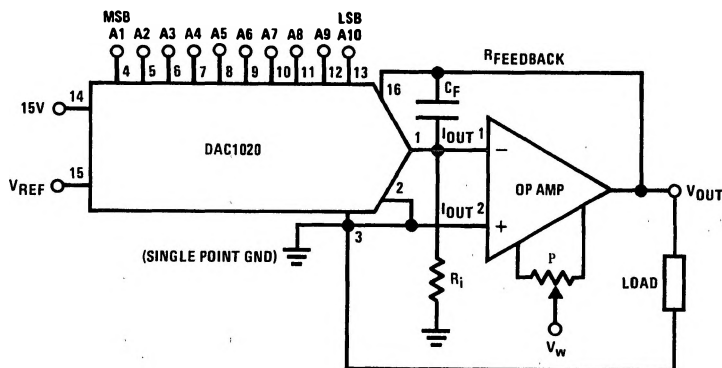 MSB LSB
A1 A2 A3 A4 A5 A6 A7 A8 A9 A10
4 5 6 7 8 9 10 11 12 13
16 RFEEDBACK
CF
15V 14
DAC1020
1 IOUT 1 −
OP AMP
VOUT
VREF 15
2 IOUT 2 +
3
(SINGLE POINT GND)
Ri
P
LOAD
Vw